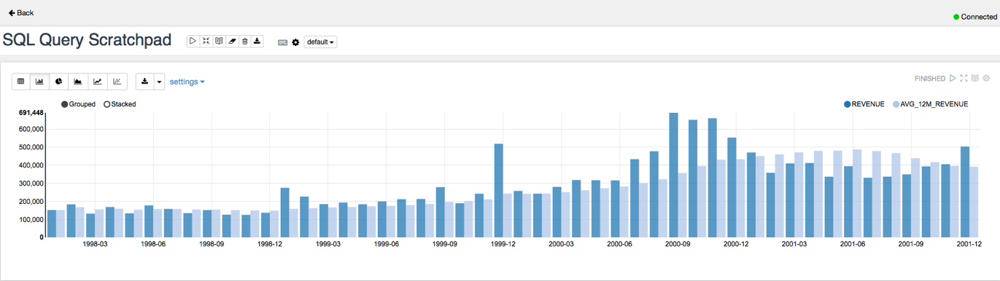 Back
Connected
SQL Query Scratchpad
default
settings
FINISHED
Grouped Stacked
REVENUE AVG_12M_REVENUE
691,448
600,000
500,000
400,000
300,000
200,000
100,000
0
1998-03 1998-06 1998-09 1998-12 1999-03 1999-06 1999-09 1999-12 2000-03 2000-06 2000-09 2000-12 2001-03 2001-06 2001-09 2001-12